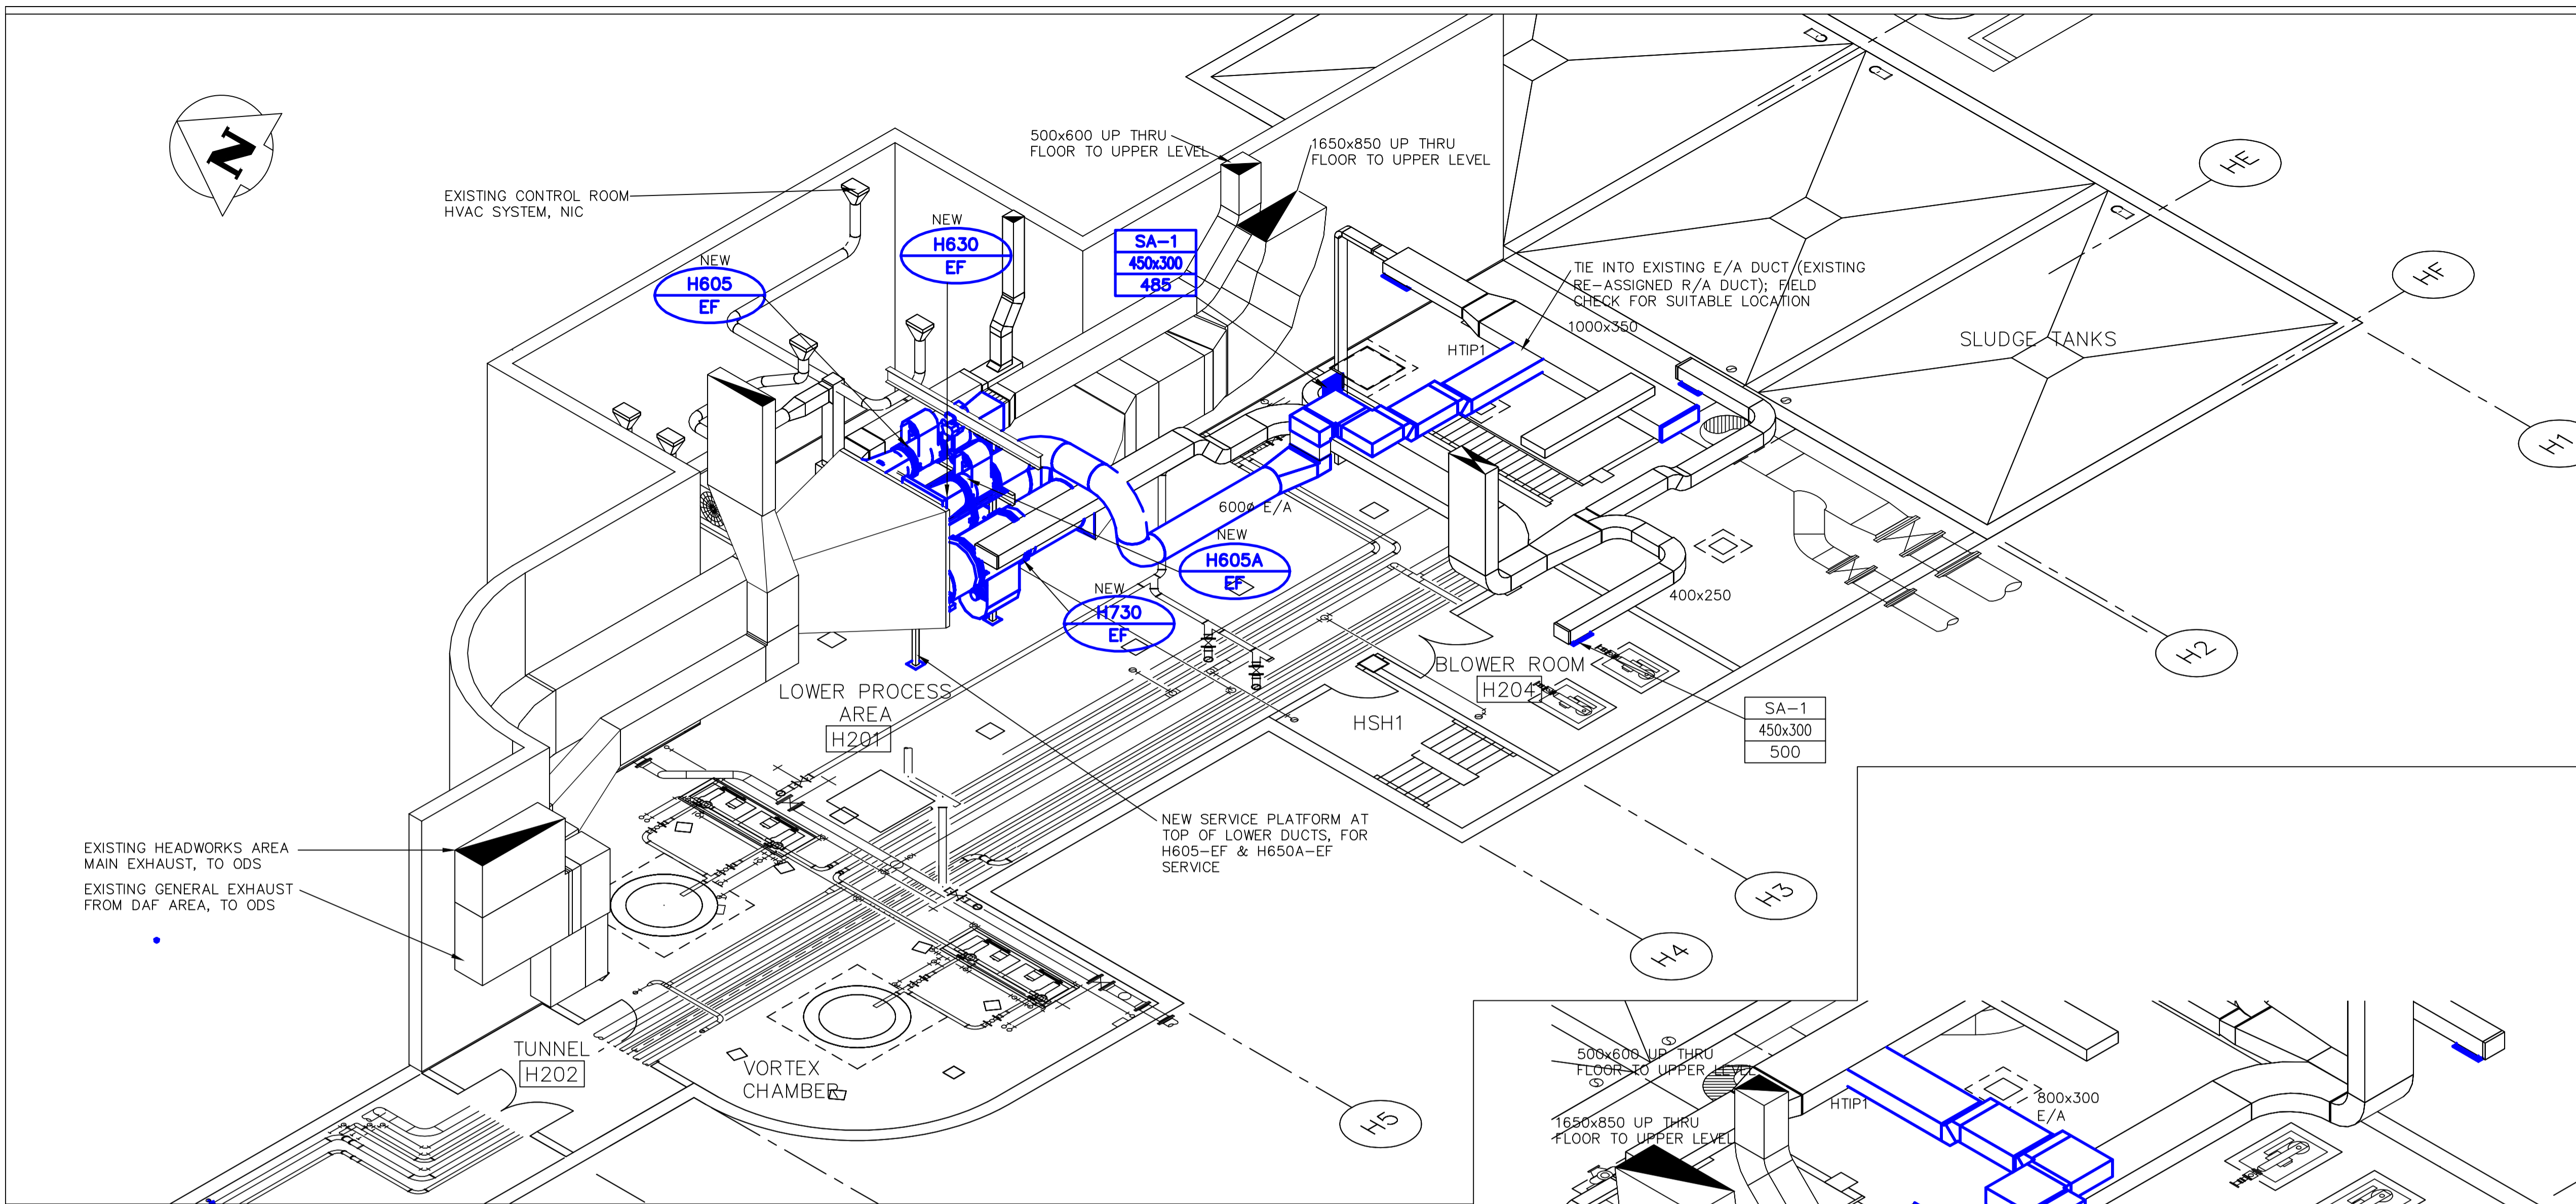 N
500x600 UP THRU
FLOOR TO UPPER LEVEL
1650x850 UP THRU
FLOOR TO UPPER LEVEL
EXISTING CONTROL ROOM
HVAC SYSTEM, NIC
NEW
H630
EF
NEW
H605
EF
SA-1
450x300
485
TIE INTO EXISTING E/A DUCT (EXISTING
RE-ASSIGNED R/A DUCT); FIELD
CHECK FOR SUITABLE LOCATION
1000x350
HTIP1
SLUDGE TANKS
HE
HF
H1
H2
H3
H4
H5
600ø E/A
NEW
H605A
EF
NEW
H730
EF
400x250
BLOWER ROOM
H204
HSH1
SA-1
450x300
500
LOWER PROCESS
AREA
H201
NEW SERVICE PLATFORM AT
TOP OF LOWER DUCTS, FOR
H605-EF & H650A-EF
SERVICE
EXISTING HEADWORKS AREA
MAIN EXHAUST, TO ODS
EXISTING GENERAL EXHAUST
FROM DAF AREA, TO ODS
TUNNEL
H202
VORTEX
CHAMBER
500x600 UP THRU
FLOOR TO UPPER LEVEL
1650x850 UP THRU
FLOOR TO UPPER LEVEL
HTIP1
800x300
E/A